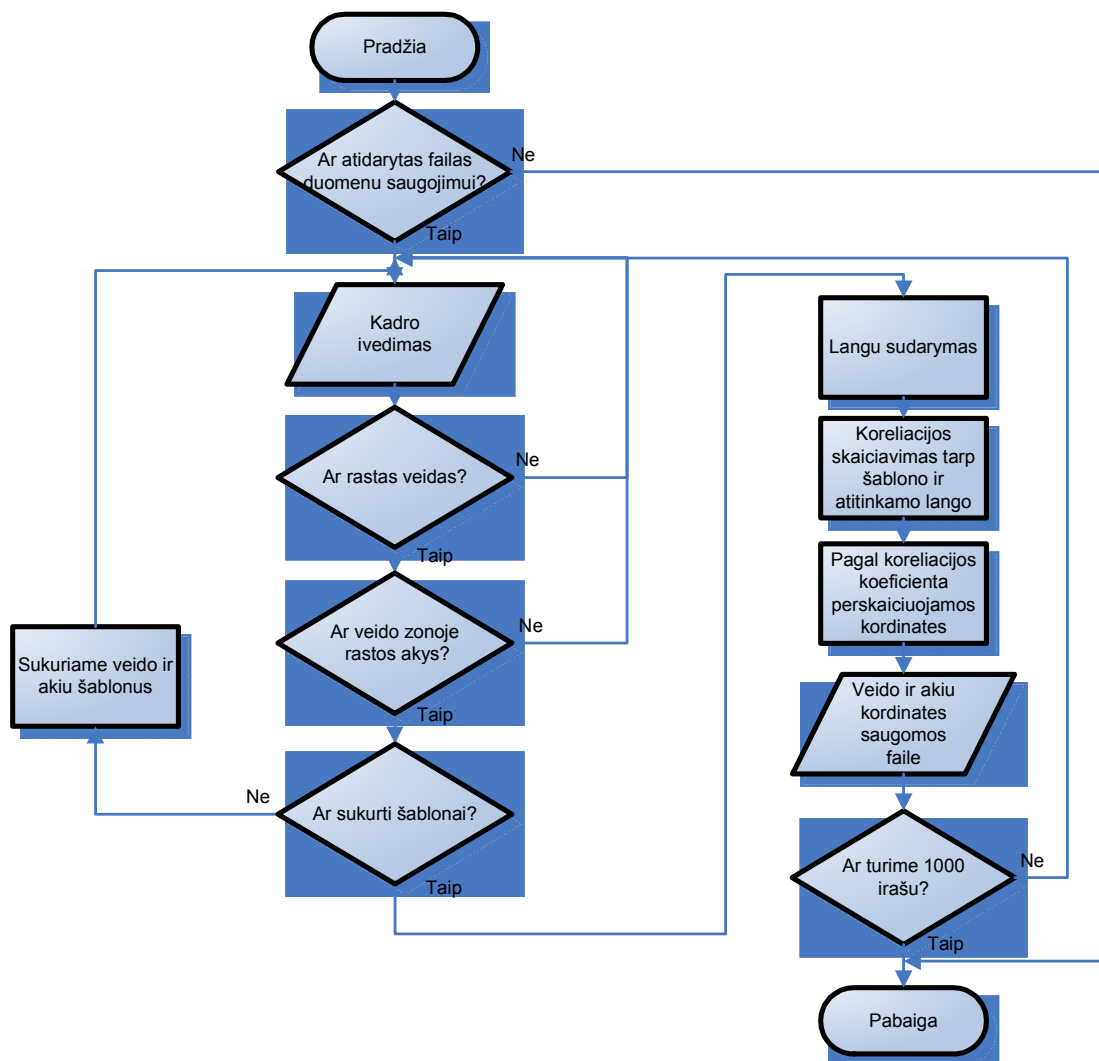 Pradžia
Ar atidarytas failas
duomenu saugojimui?
Ne
Taip
Kadro
ivedimas
Ar rastas veidas?
Ne
Taip
Ar veido zonoje
rastos akys?
Ne
Taip
Sukuriame veido ir
akiu šablonus
Ne
Ar sukurti šablonai?
Taip
Langu sudarymas
Koreliacijos
skaiciavimas tarp
šablono ir
atitinkamo lango
Pagal koreliacijos
koeficienta
perskaiciuojamos
kordinates
Veido ir akiu
kordinates
saugomos
faile
Ar turime 1000
irašu?
Ne
Taip
Pabaiga